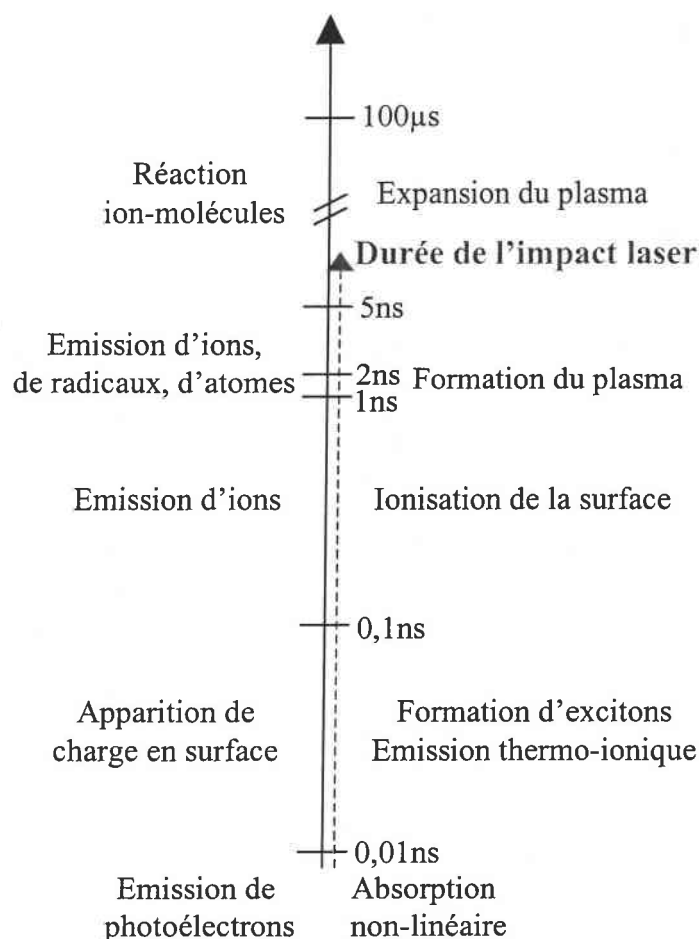 100µs
Réaction
ion-molécules
Expansion du plasma
Durée de l'impact laser
5ns
Emission d'ions,
de radicaux, d'atomes
2ns
Formation du plasma
1ns
Emission d'ions
Ionisation de la surface
0,1ns
Apparition de
charge en surface
Formation d'excitons
Emission thermo-ionique
0,01ns
Emission de
photoélectrons
Absorption
non-linéaire